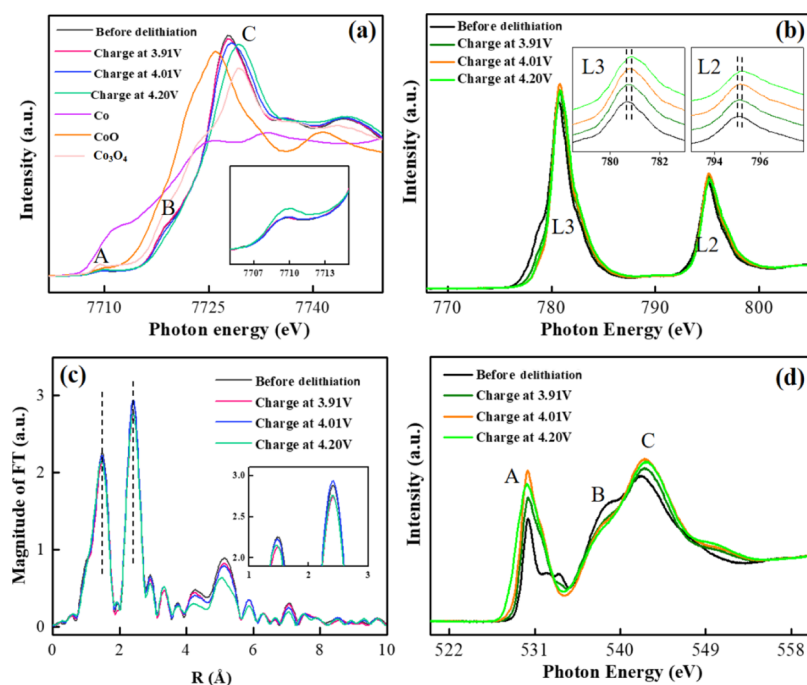 (a)
Before delithiation
Charge at 3.91V
Charge at 4.01V
Charge at 4.20V
Co
CoO
Co₃O₄
A
B
C
7707 7710 7713
7710 7725 7740
Photon energy (eV)
Intensity (a.u.)
(b)
Before delithiation
Charge at 3.91V
Charge at 4.01V
Charge at 4.20V
L3
780 782
L2
794 796
L3
L2
770 780 790 800
Photon Energy (eV)
Intensity (a.u.)
(c)
Before delithiation
Charge at 3.91V
Charge at 4.01V
Charge at 4.20V
3.0
2.5
2.0
1 2 3
3
2
1
0
0 2 4 6 8 10
R (Å)
Magnitude of FT (a.u.)
(d)
Before delithiation
Charge at 3.91V
Charge at 4.01V
Charge at 4.20V
A
B
C
522 531 540 549 558
Photon Energy (eV)
Intensity (a.u.)